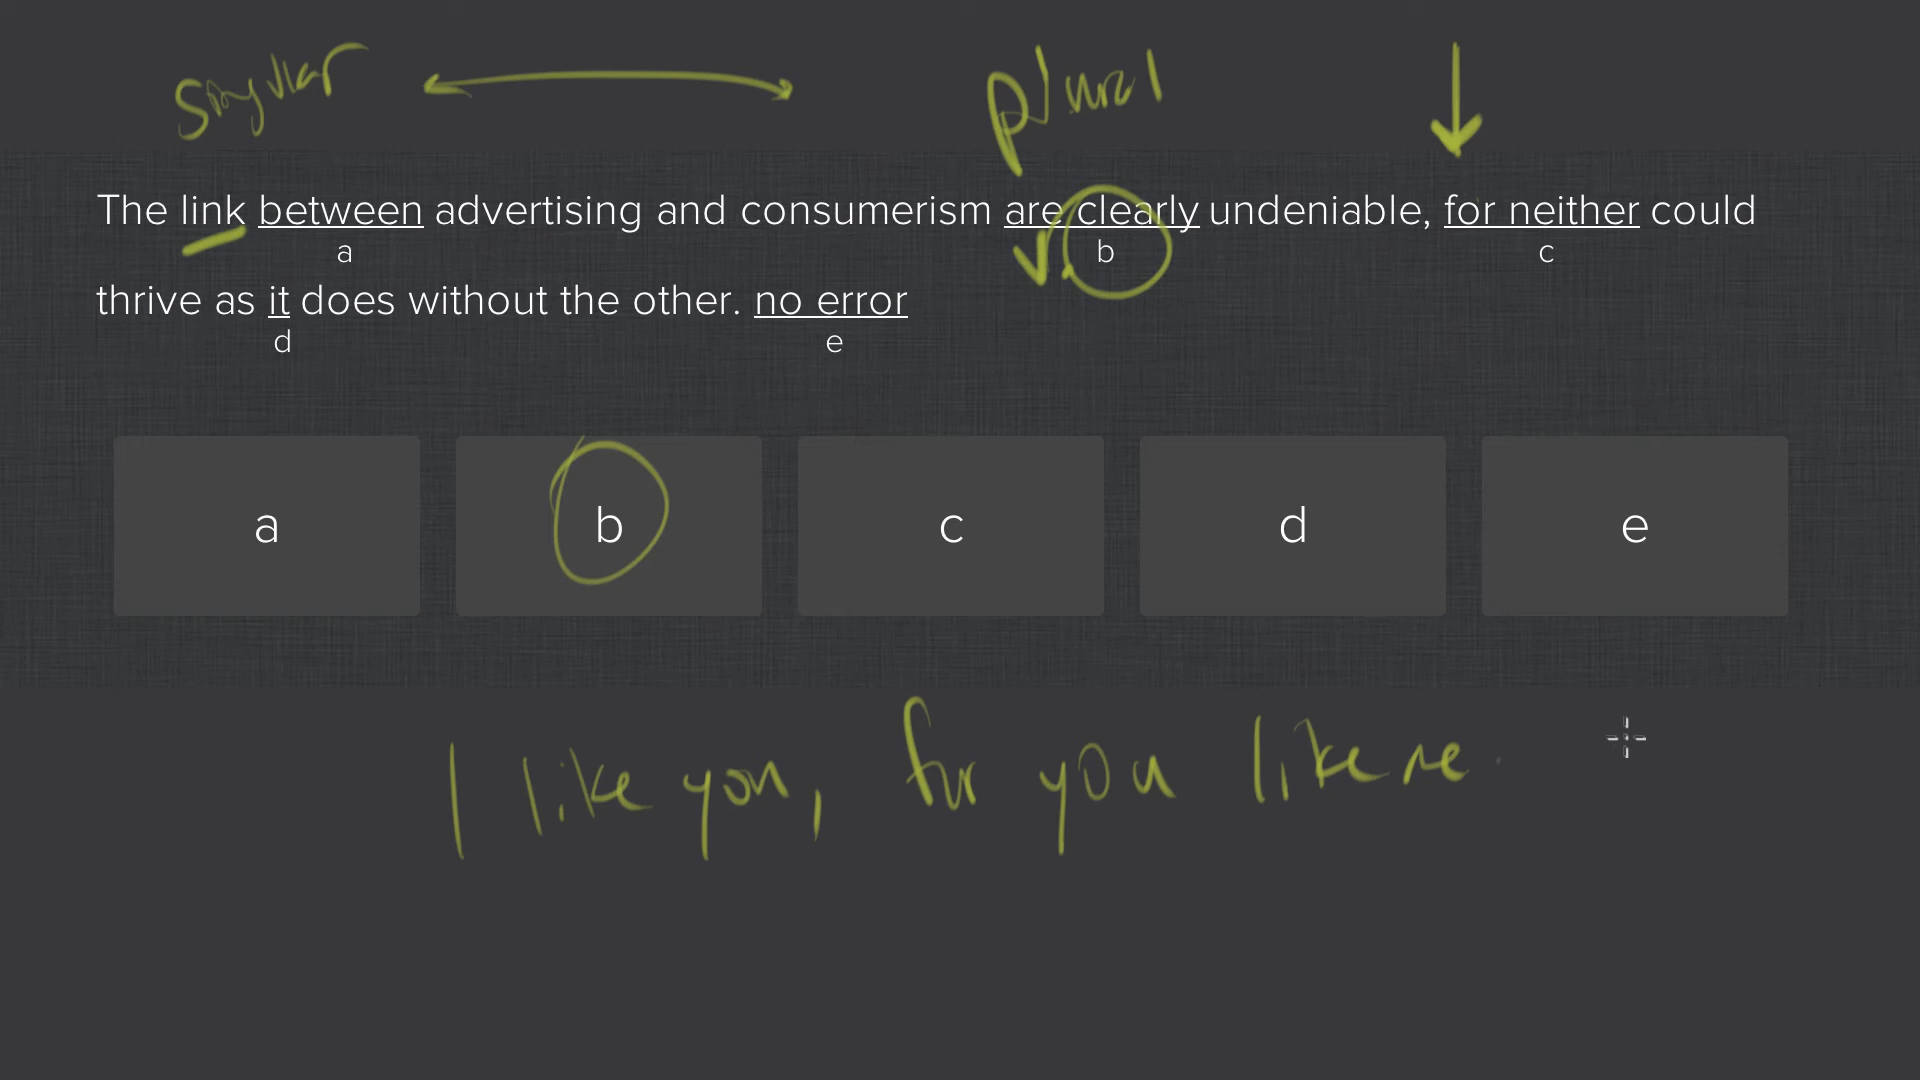 singular plural
The link between advertising and consumerism are clearly undeniable, for neither could
a b c
thrive as it does without the other. no error
d e
a b c d e
I like you, for you like me.